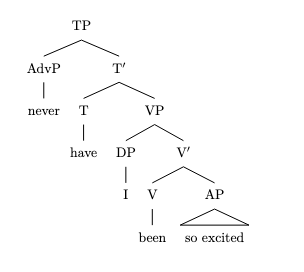 TP
AdvP T′
never T VP
have DP V′
I V AP
been so excited